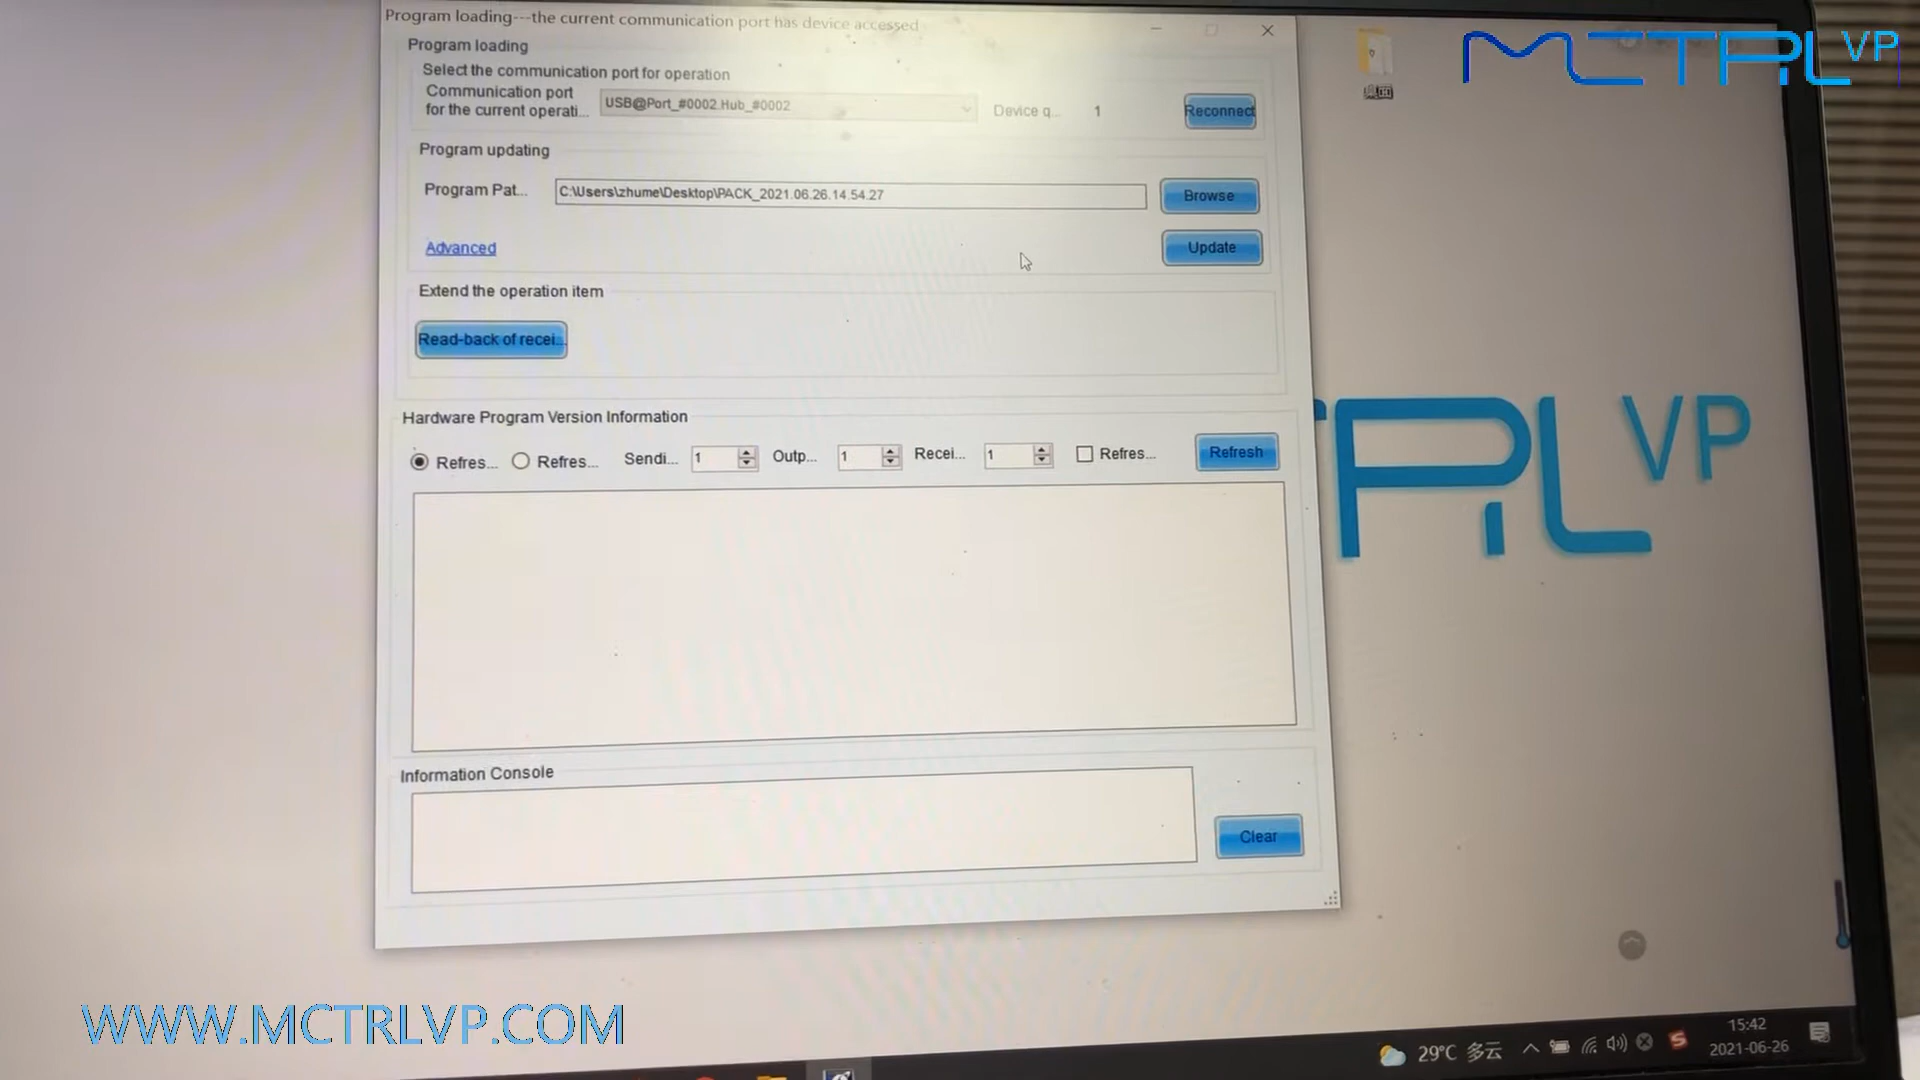 Program loading---the current communication port has device accessed
Program loading
Select the communication port for operation
Communication port
for the current operati...
USB@Port_#0002.Hub_#0002
Device q...
1
Reconnect
Program updating
Program Pat...
C:\Users\zhume\Desktop\PACK_2021.06.26.14.54.27
Browse
Advanced
Update
Extend the operation item
Read-back of recei...
Hardware Program Version Information
Refres...
Refres...
Sendi...
1
Outp...
1
Recei...
1
Refres...
Refresh
Information Console
Clear
MCTRL VP
TRL VP
WWW.MCTRLVP.COM
29°C 多云
15:42
2021-06-26